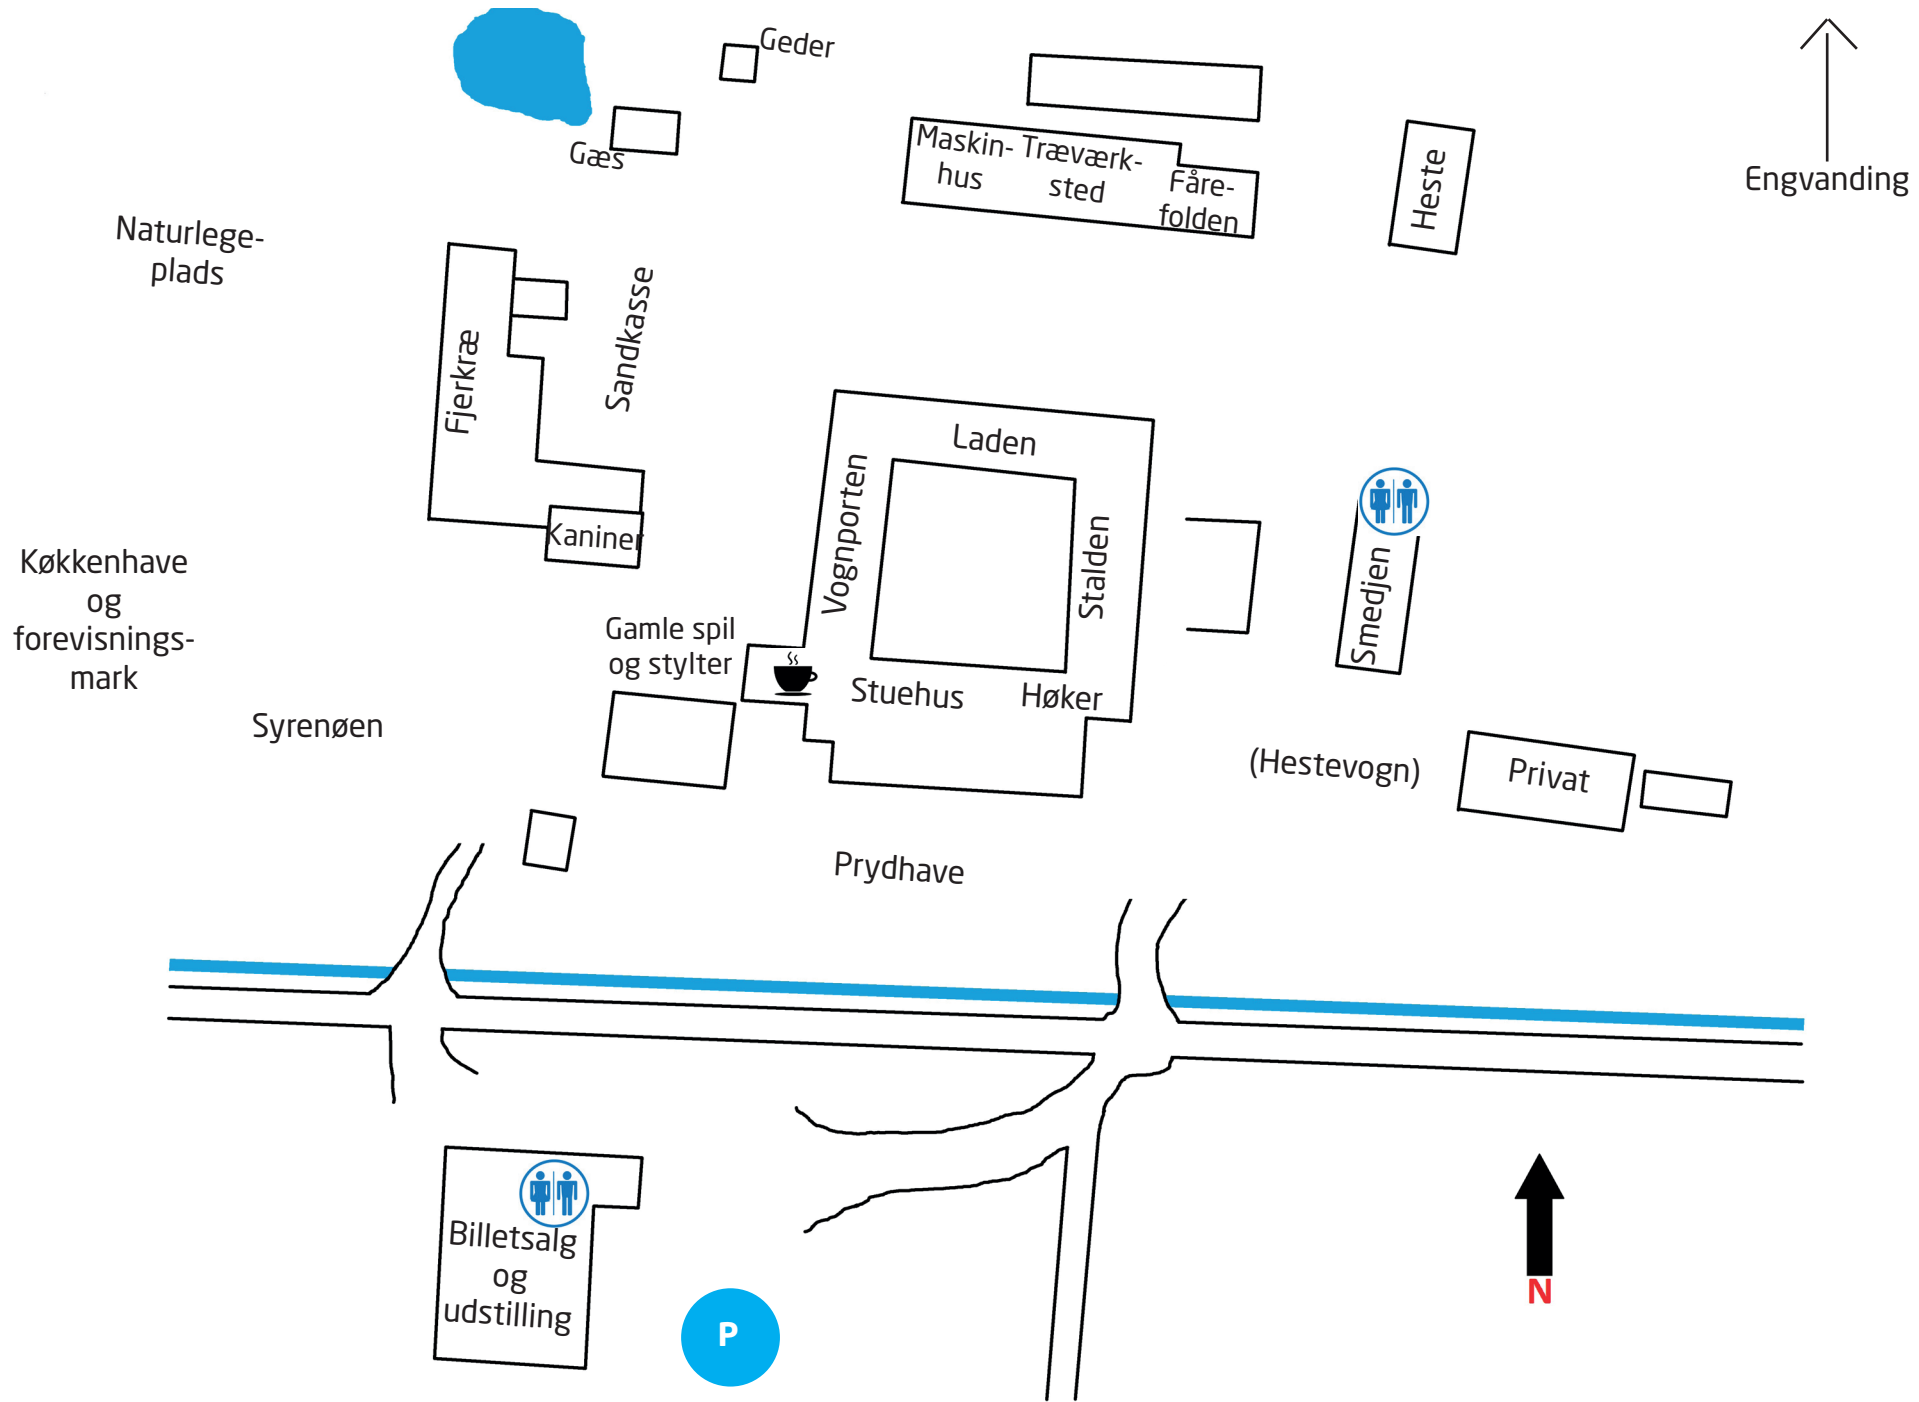 Geder
Gæs
Maskin-
hus
Træværk-
sted
Fåre-
folden
Heste
Engvanding
Naturlege-
plads
Fjerkræ
Sandkasse
Kaniner
Laden
Vognporten
Stalden
Smedjen
Køkkenhave
og
forevisnings-
mark
Gamle spil
og stylter
Stuehus
Høker
Syrenøen
(Hestevogn)
Privat
Prydhave
Billetsalg
og
udstilling
P
N